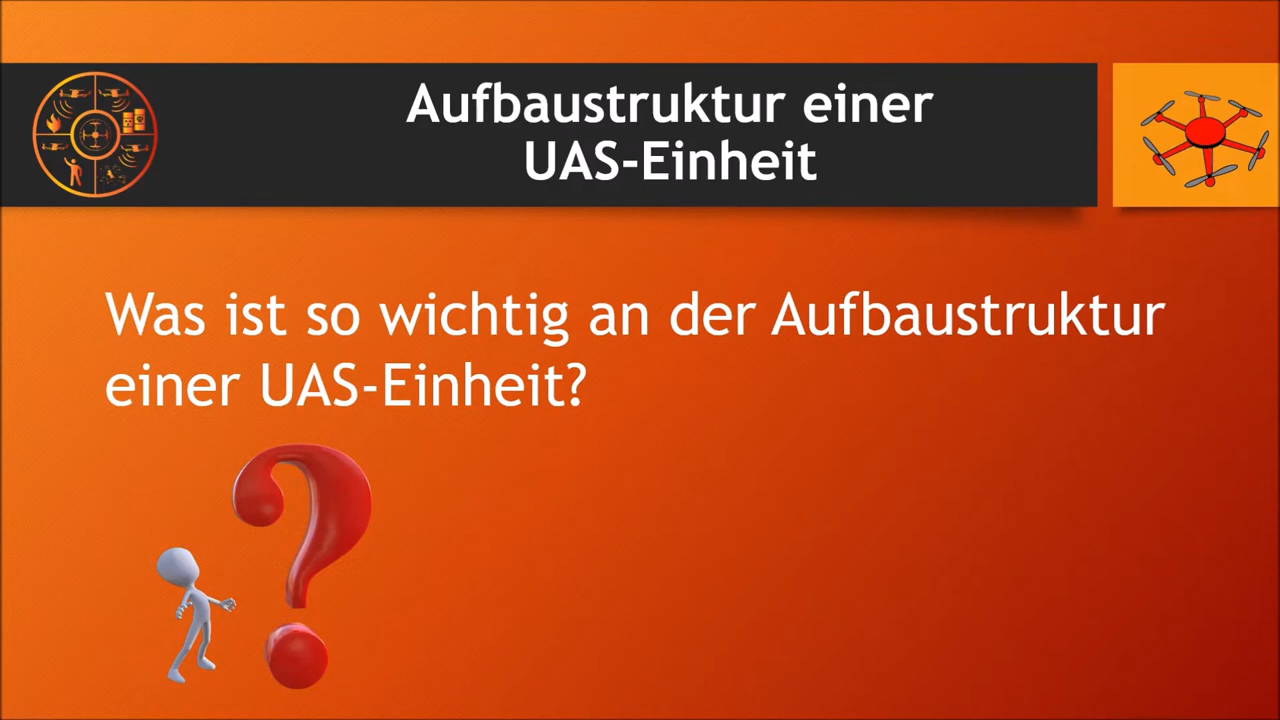 Aufbaustruktur einer
UAS-Einheit
Was ist so wichtig an der Aufbaustruktur
einer UAS-Einheit?